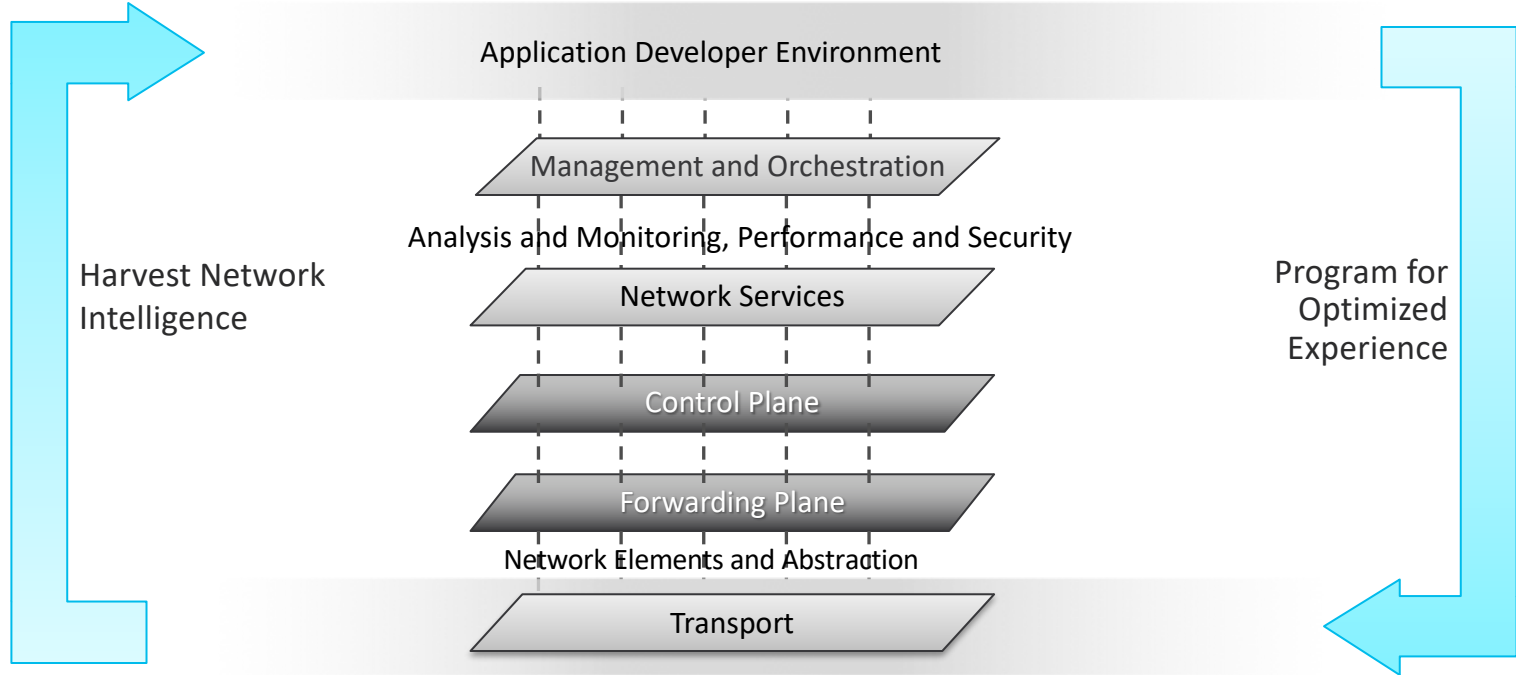 Application Developer Environment
Management and Orchestration
Analysis and Monitoring, Performance and Security
Harvest Network
Intelligence
Network Services
Program for
Optimized
Experience
Control Plane
Forwarding Plane
Network Elements and Abstraction
Transport